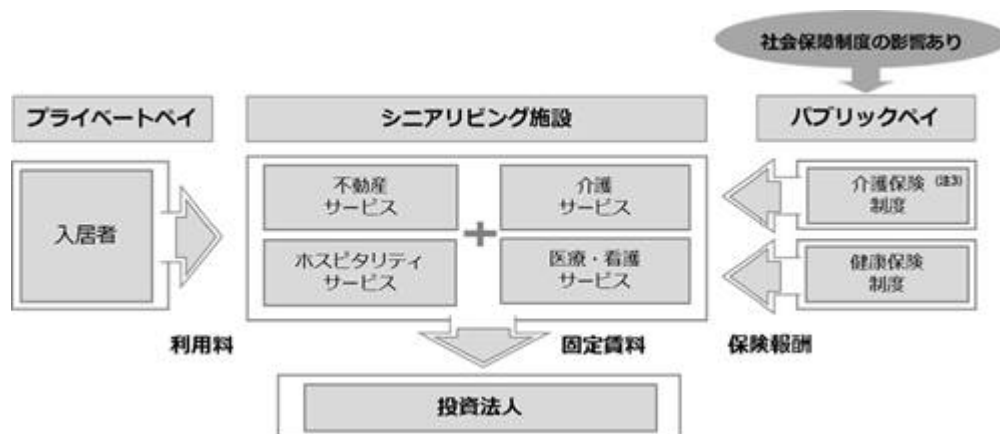 社会保障制度の影響あり
プライベートペイ
シニアリビング施設
パブリックペイ
入居者
不動産
サービス
介護
サービス
ホスピタリティ
サービス
医療・看護
サービス
+
介護保険 (注3)
制度
健康保険
制度
利用料
固定賃料
保険報酬
投資法人